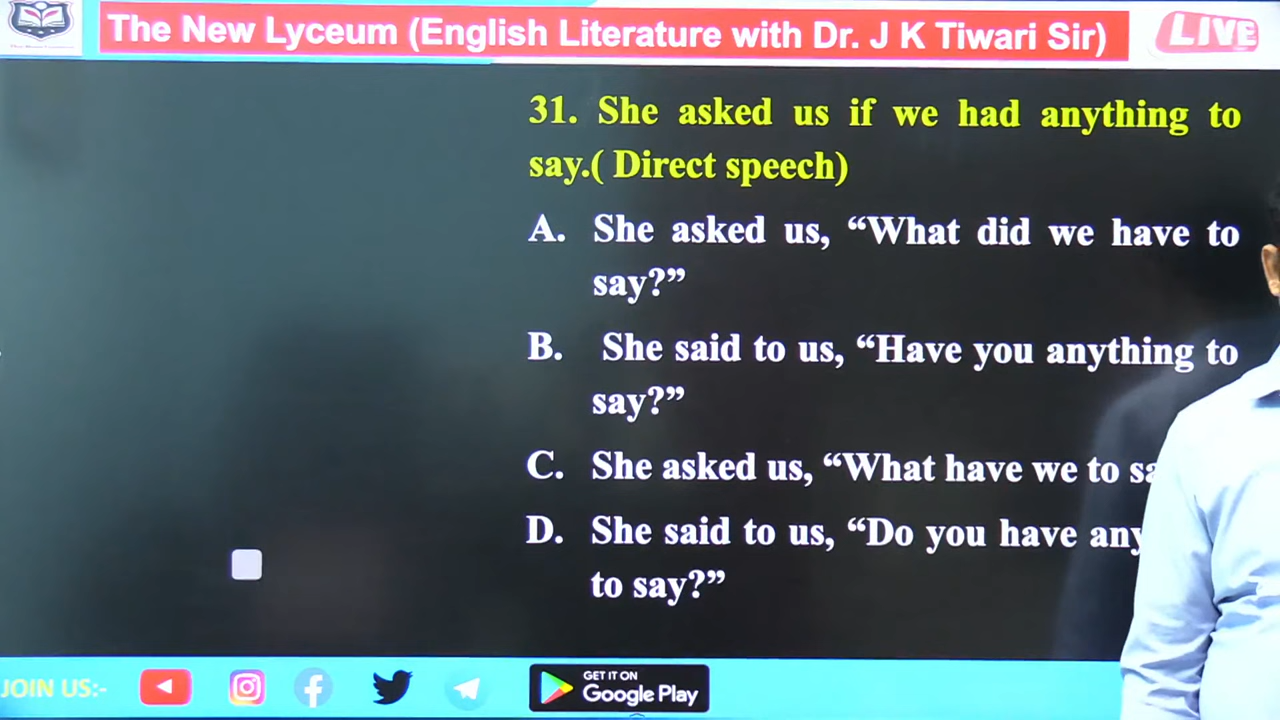 The New Lyceum (English Literature with Dr. J K Tiwari Sir)
LIVE
31. She asked us if we had anything to
say.( Direct speech)
A. She asked us, “What did we have to
say?”
B. She said to us, “Have you anything to
say?”
C. She asked us, “What have we to
D. She said to us, “Do you have
to say?”
JOIN US:-
GET IT ON
Google Play